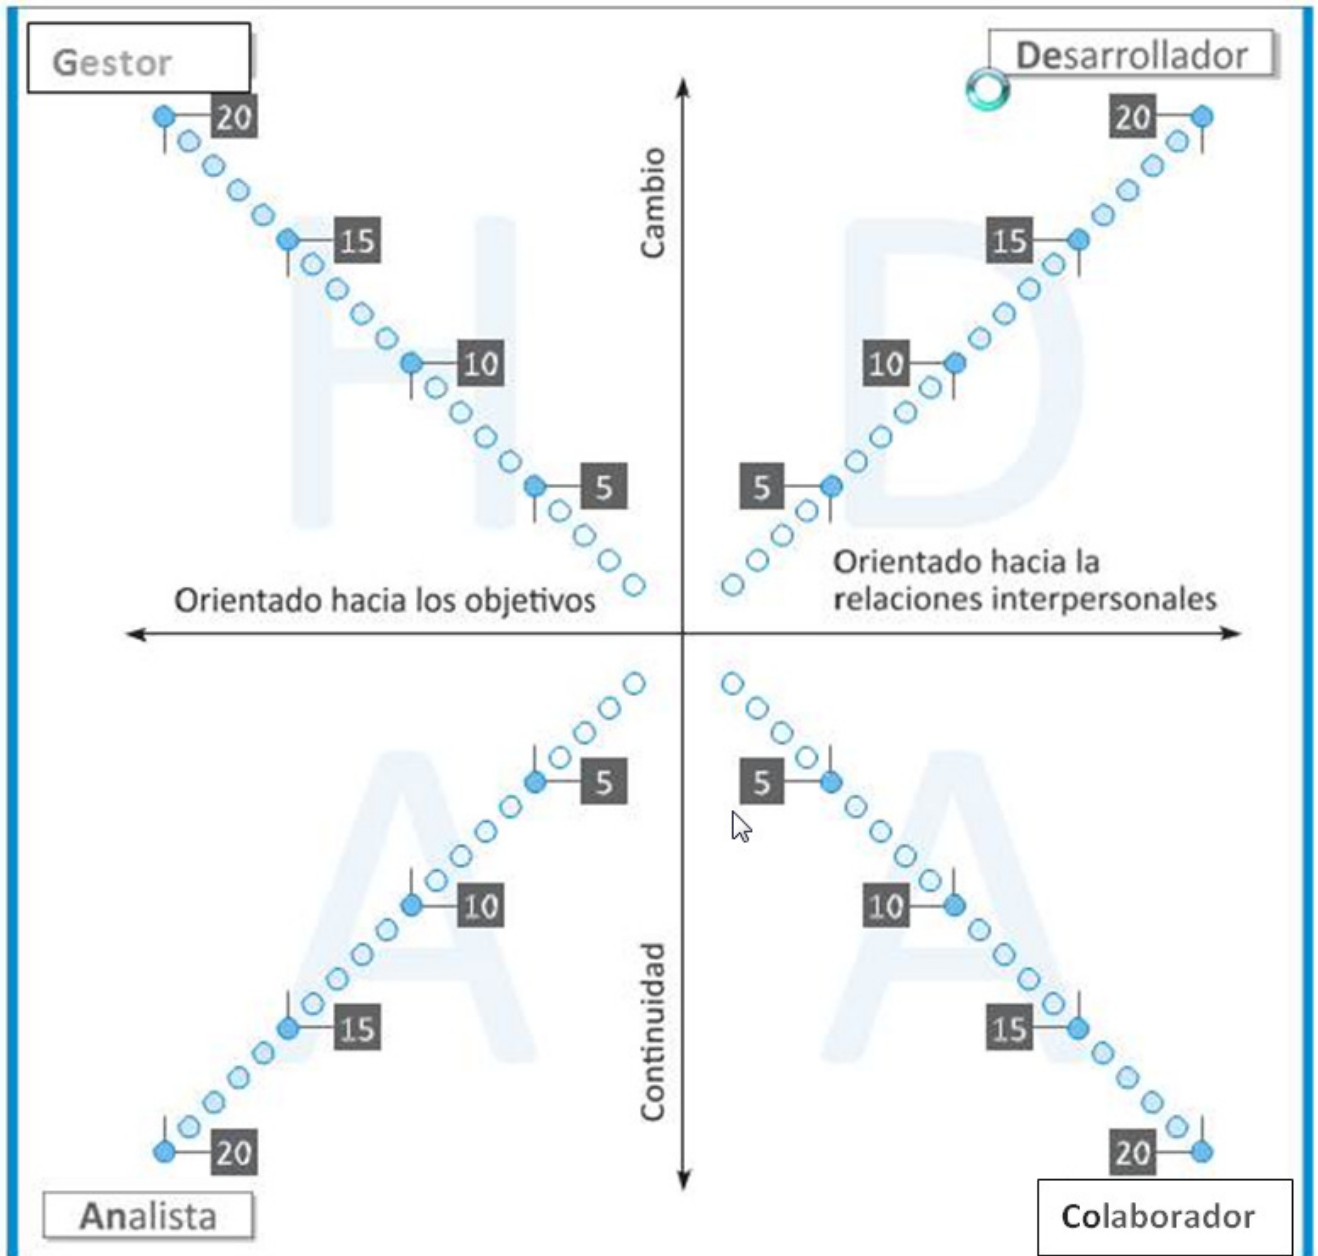 Gestor
Desarrollador
20
20
Cambio
15
15
H
D
10
10
5
5
Orientado hacia la
relaciones interpersonales
Orientado hacia los objetivos
5
5
A
A
10
10
Continuidad
15
15
20
20
Analista
Colaborador